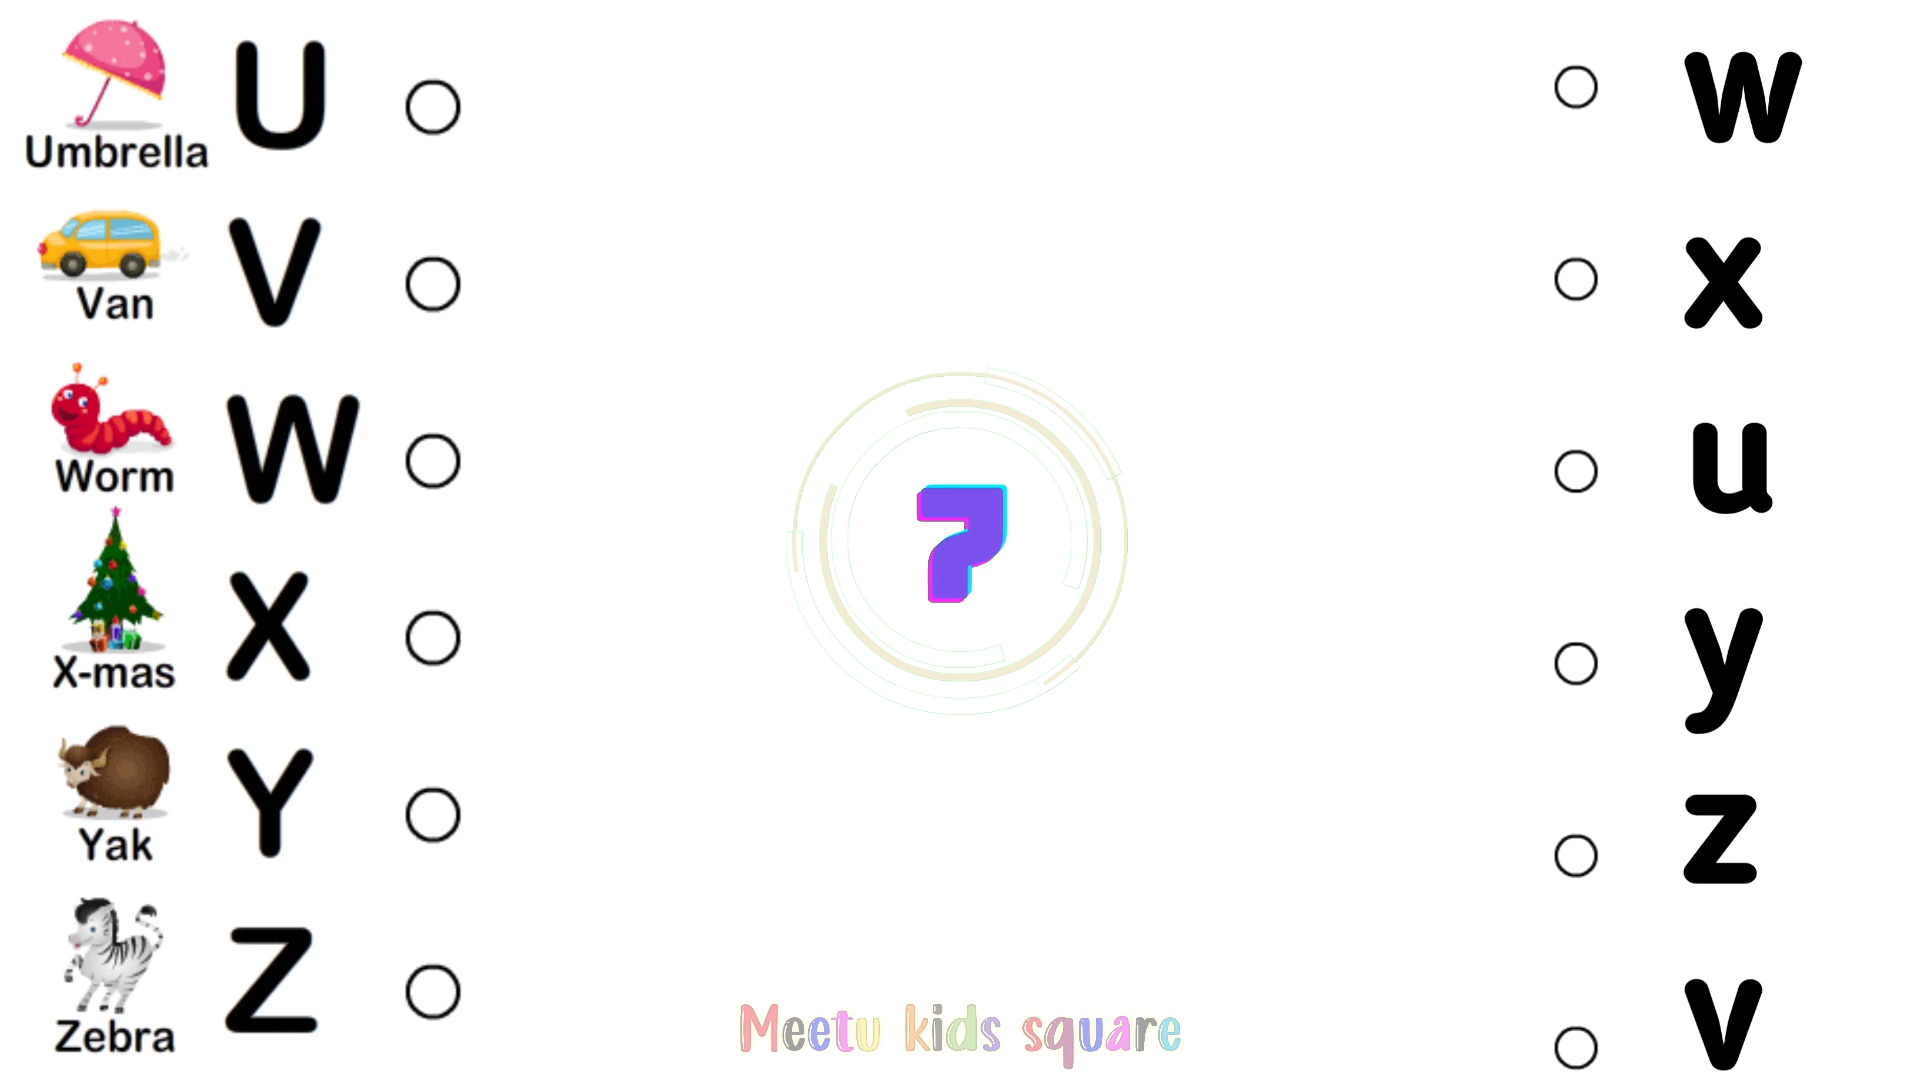 U
Umbrella
V
Van
W
Worm
X
X-mas
Y
Yak
Z
Zebra
7
w
x
u
y
z
v
Meetu kids square